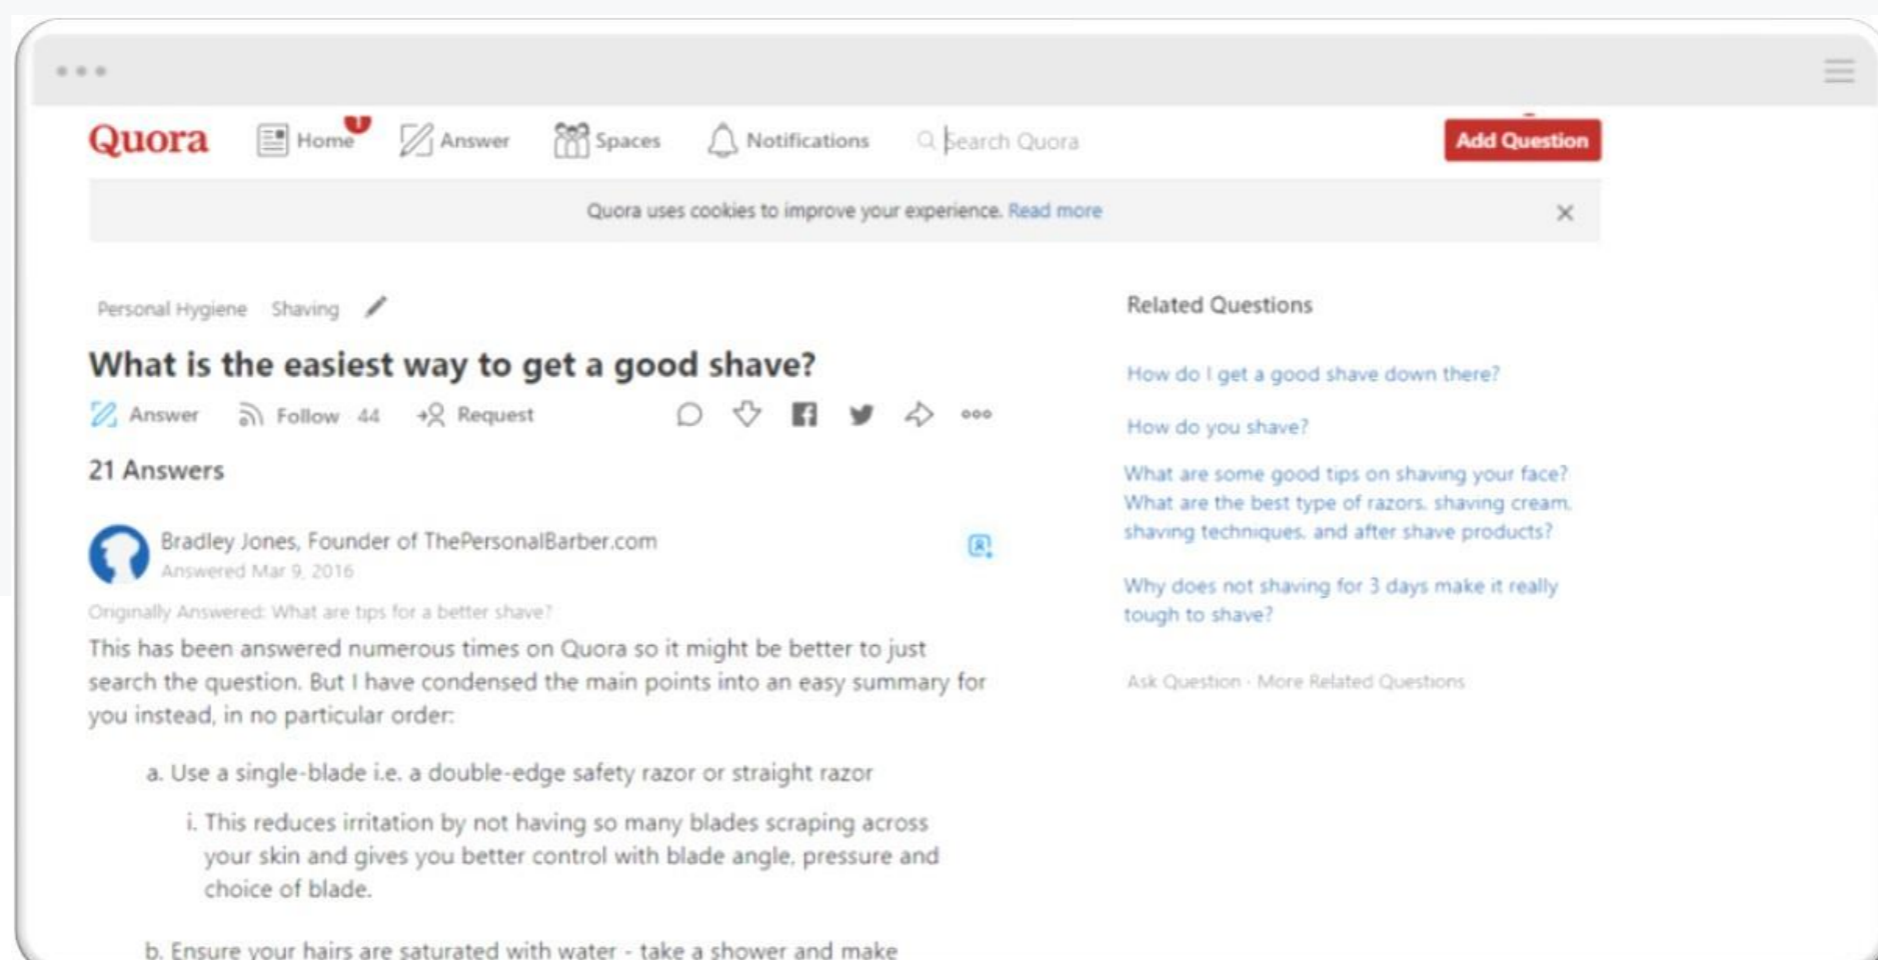 Quora Home 1 Answer Spaces Notifications Search Quora Add Question
Quora uses cookies to improve your experience. Read more
Personal Hygiene Shaving
What is the easiest way to get a good shave?
Answer Follow 44 Request
21 Answers
Bradley Jones, Founder of ThePersonalBarber.com
Answered Mar 9, 2016
Originally Answered: What are tips for a better shave?
This has been answered numerous times on Quora so it might be better to just
search the question. But I have condensed the main points into an easy summary for
you instead, in no particular order:
a. Use a single-blade i.e. a double-edge safety razor or straight razor
i. This reduces irritation by not having so many blades scraping across
your skin and gives you better control with blade angle, pressure and
choice of blade.
b. Ensure your hairs are saturated with water - take a shower and make
Related Questions
How do I get a good shave down there?
How do you shave?
What are some good tips on shaving your face?
What are the best type of razors, shaving cream,
shaving techniques, and after shave products?
Why does not shaving for 3 days make it really
tough to shave?
Ask Question · More Related Questions